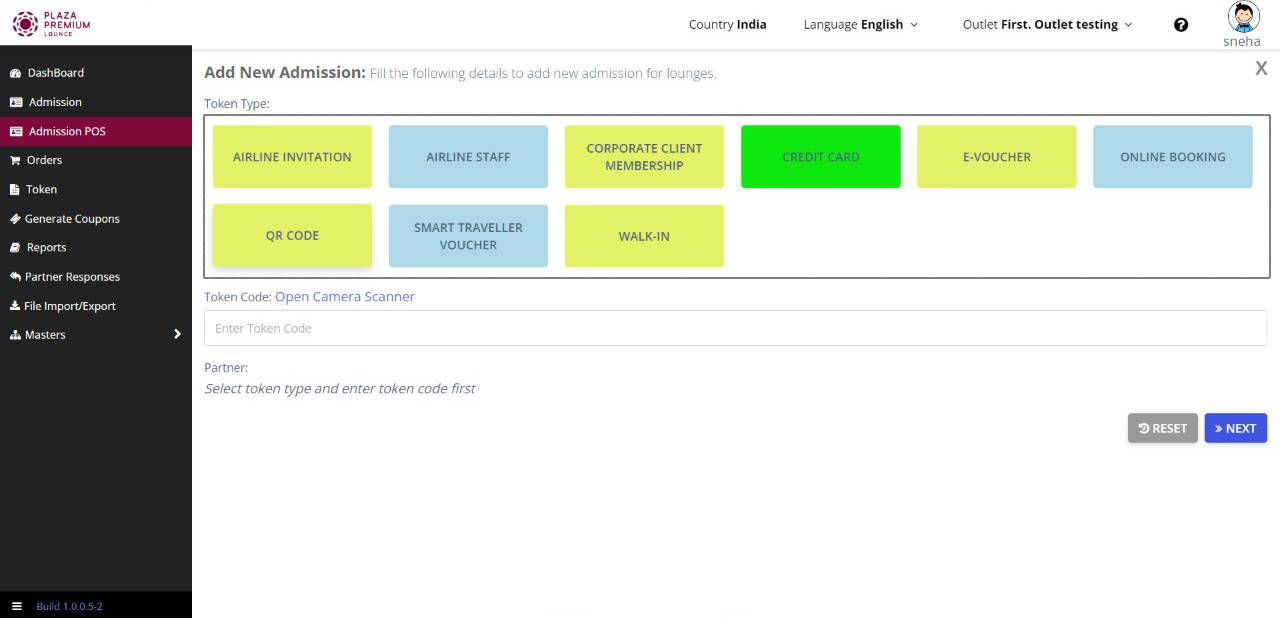 PLAZA
PREMIUM
LOUNGE
Country India
Language English
Outlet First. Outlet testing
sneha
DashBoard
Admission
Admission POS
Orders
Token
Generate Coupons
Reports
Partner Responses
File Import/Export
Masters
Build 1.0.0.5-2
Add New Admission: Fill the following details to add new admission for lounges.
X
Token Type:
AIRLINE INVITATION
AIRLINE STAFF
CORPORATE CLIENT
MEMBERSHIP
CREDIT CARD
E-VOUCHER
ONLINE BOOKING
QR CODE
SMART TRAVELLER
VOUCHER
WALK-IN
Token Code: Open Camera Scanner
Enter Token Code
Partner:
Select token type and enter token code first
RESET
» NEXT